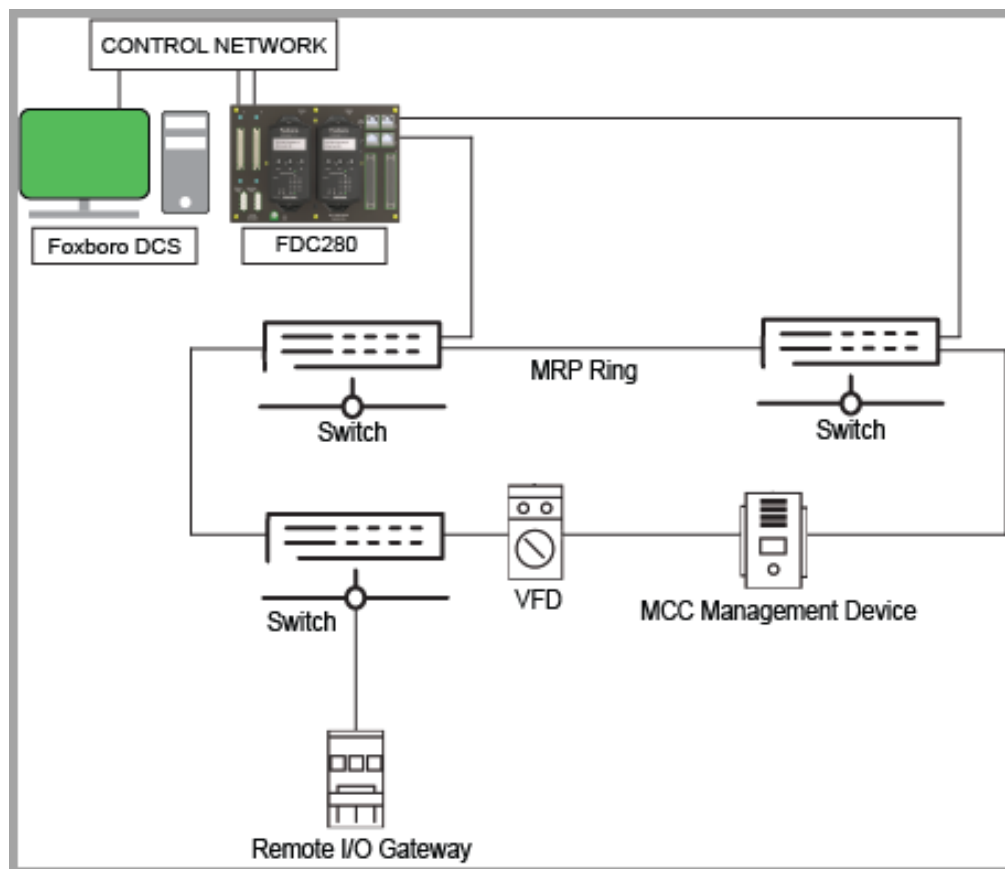 CONTROL NETWORK
Foxboro DCS
FDC280
MRP Ring
Switch
Switch
Switch
VFD
MCC Management Device
Remote I/O Gateway